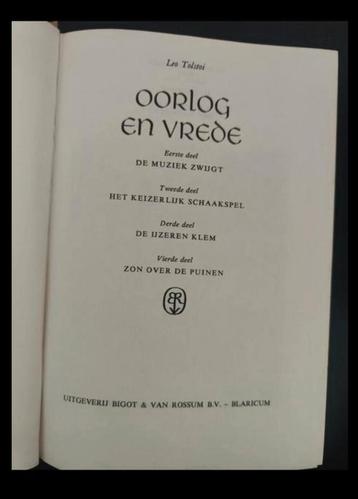 Leo Tolstoi
OORLOG
EN VREDE
Eerste deel
DE MUZIEK ZWIJGT
Tweede deel
HET KEIZERLIJK SCHAAKSPEL
Derde deel
DE IJZEREN KLEM
Vierde deel
ZON OVER DE PUINEN
BR
UITGEVERIJ BIGOT & VAN ROSSUM B.V. – BLARICUM